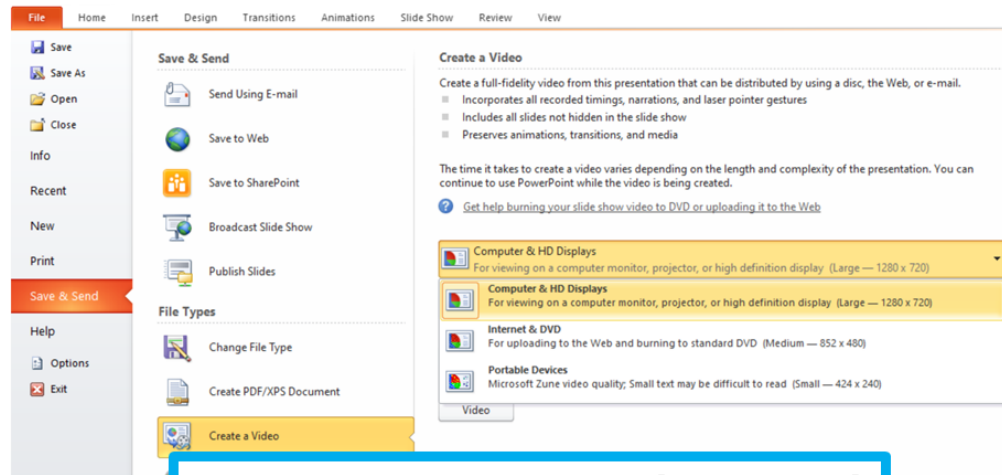 File Home Insert Design Transitions Animations Slide Show Review View
Save
Save As
Open
Close
Info
Recent
New
Print
Save & Send
Help
Options
Exit
Save & Send
Send Using E-mail
Save to Web
Save to SharePoint
Broadcast Slide Show
Publish Slides
File Types
Change File Type
Create PDF/XPS Document
Create a Video
Create a Video
Create a full-fidelity video from this presentation that can be distributed by using a disc, the Web, or e-mail.
Incorporates all recorded timings, narrations, and laser pointer gestures
Includes all slides not hidden in the slide show
Preserves animations, transitions, and media
The time it takes to create a video varies depending on the length and complexity of the presentation. You can
continue to use PowerPoint while the video is being created.
Get help burning your slide show video to DVD or uploading it to the Web
Computer & HD Displays
For viewing on a computer monitor, projector, or high definition display (Large — 1280 x 720)
Computer & HD Displays
For viewing on a computer monitor, projector, or high definition display (Large — 1280 x 720)
Internet & DVD
For uploading to the Web and burning to standard DVD (Medium — 852 x 480)
Portable Devices
Microsoft Zune video quality; Small text may be difficult to read (Small — 424 x 240)
Video